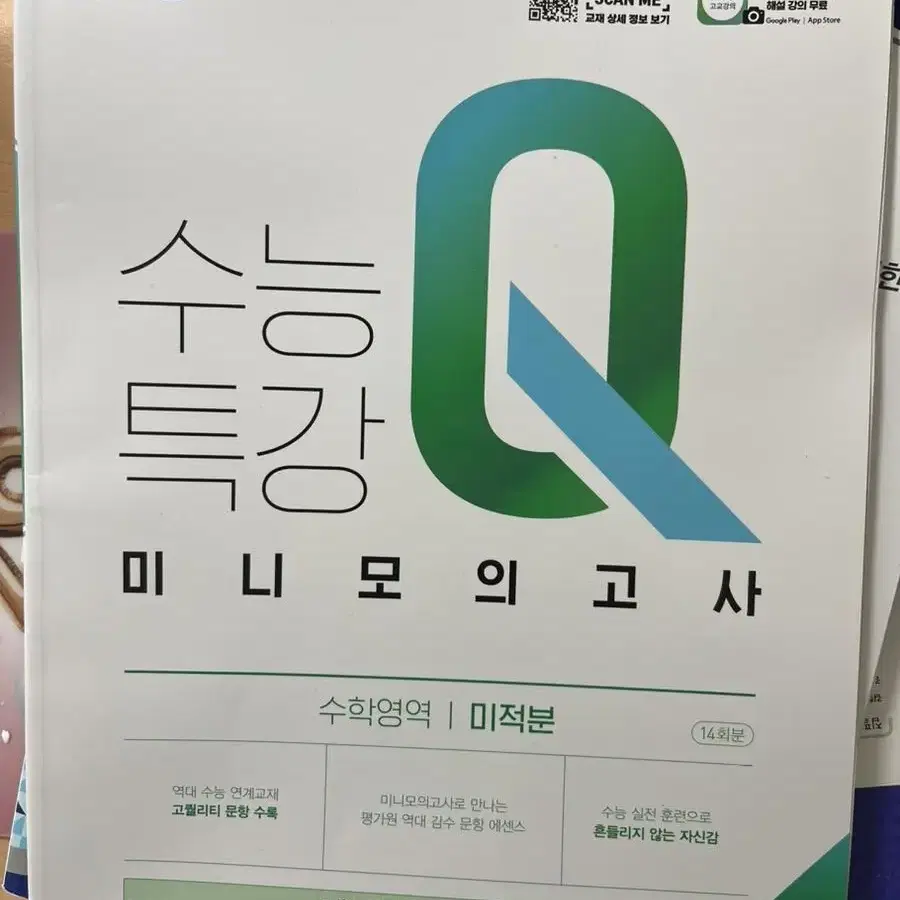 SCAN ME
교재 상세 정보 보기
고교강의
해설 강의 무료
Google Play | App Store
수능
특강
Q
미니모의고사
수학영역 | 미적분
14회분
역대 수능 연계교재
고퀄리티 문항 수록
미니모의고사로 만나는
평가원 역대 감수 문항 에센스
수능 실전 훈련으로
흔들리지 않는 자신감